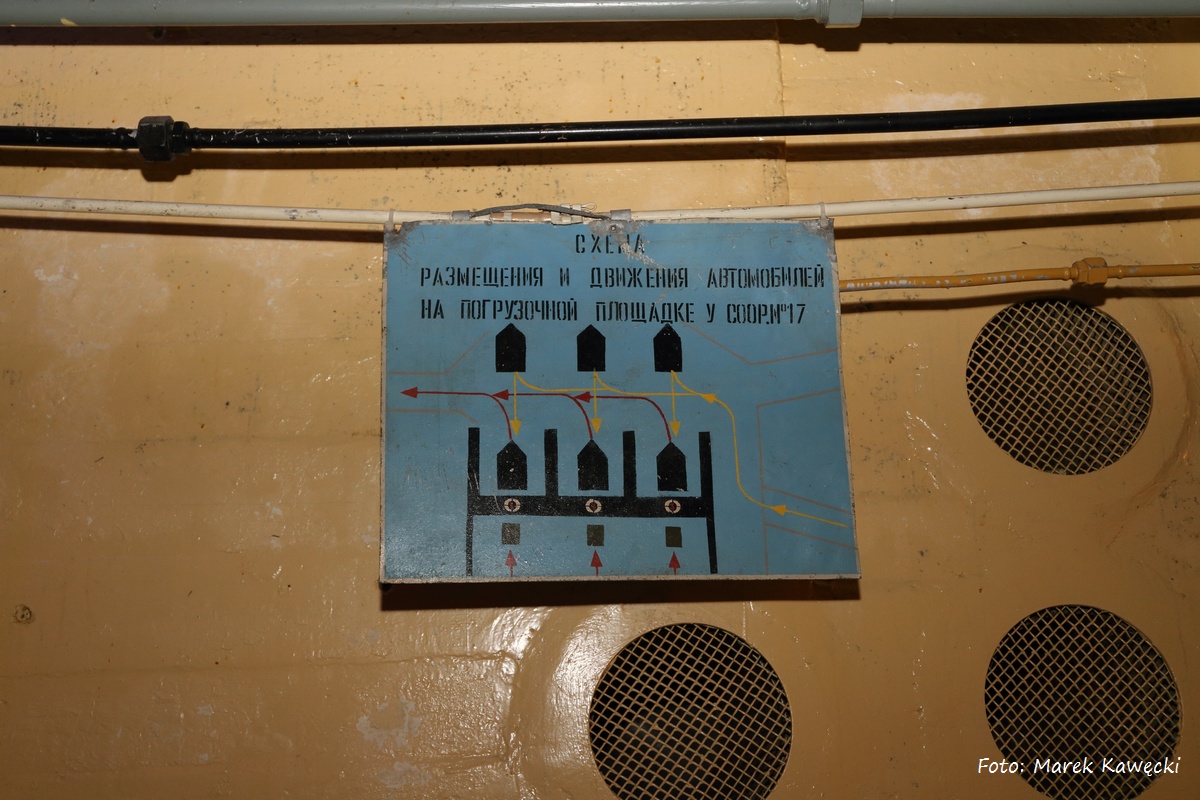 СХЕМА
РАЗМЕЩЕНИЯ И ДВИЖЕНИЯ АВТОМОБИЛЕЙ
НА ПОГРУЗОЧНОЙ ПЛОЩАДКЕ У СООР.№17
Foto: Marek Kawęcki